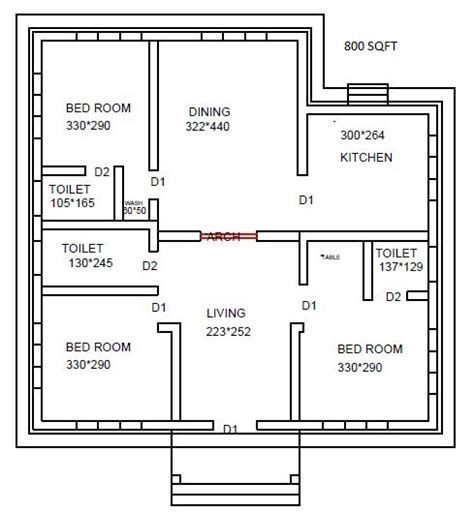 800 SQFT
BED ROOM
330*290
DINING
322*440
300*264
KITCHEN
D2
D1
TOILET
105*165
WASH
80*50
D1
ARCH
TOILET
130*245
D2
TABLE
TOILET
137*129
D2
D1
LIVING
223*252
D1
BED ROOM
330*290
BED ROOM
330*290
D1